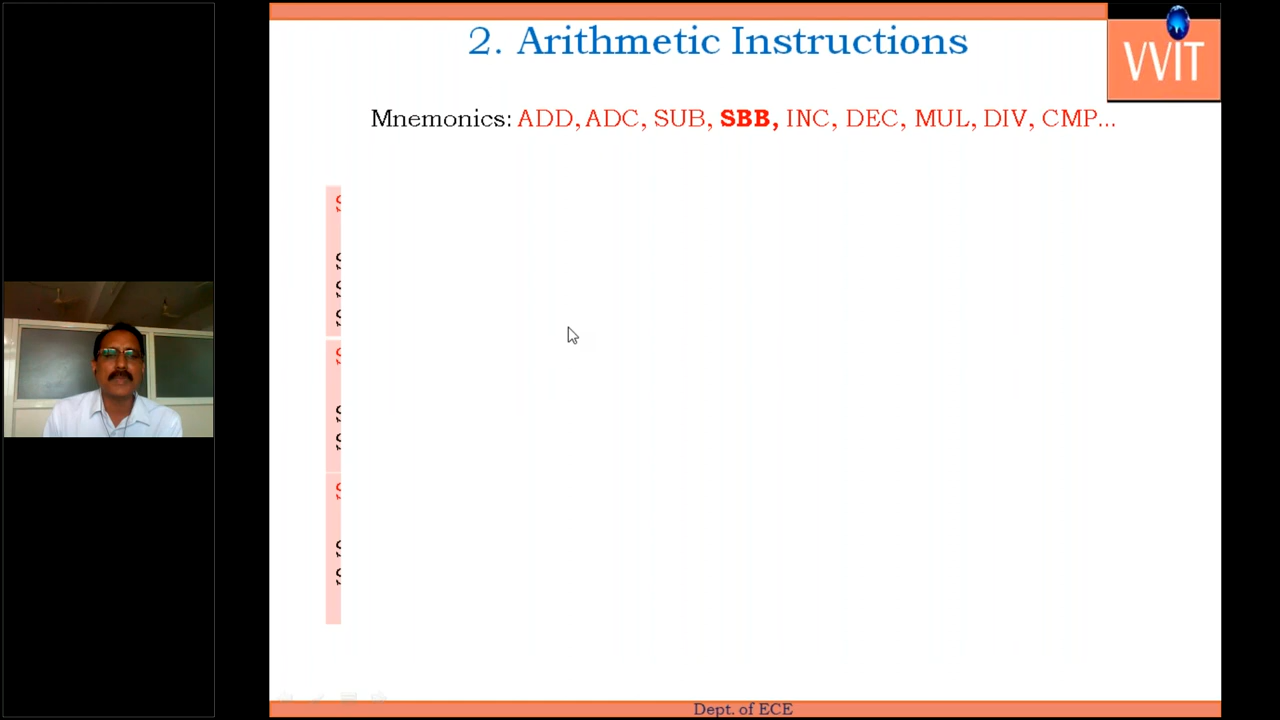 2. Arithmetic Instructions
VVIT
Mnemonics: ADD, ADC, SUB, SBB, INC, DEC, MUL, DIV, CMP...
S
S
S
S
S
S
S
S
S
S
Dept. of ECE